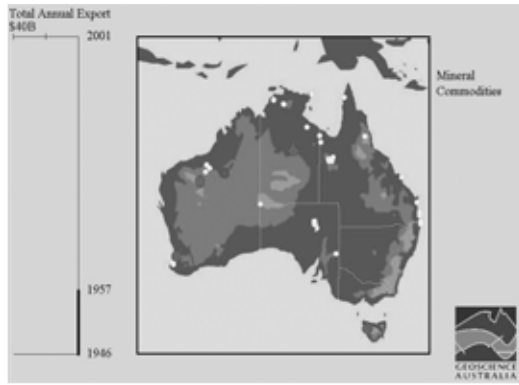 Total Annual Export
$40B
2001
Mineral
Commodities
1957
1946
GEOSCIENCE
AUSTRALIA